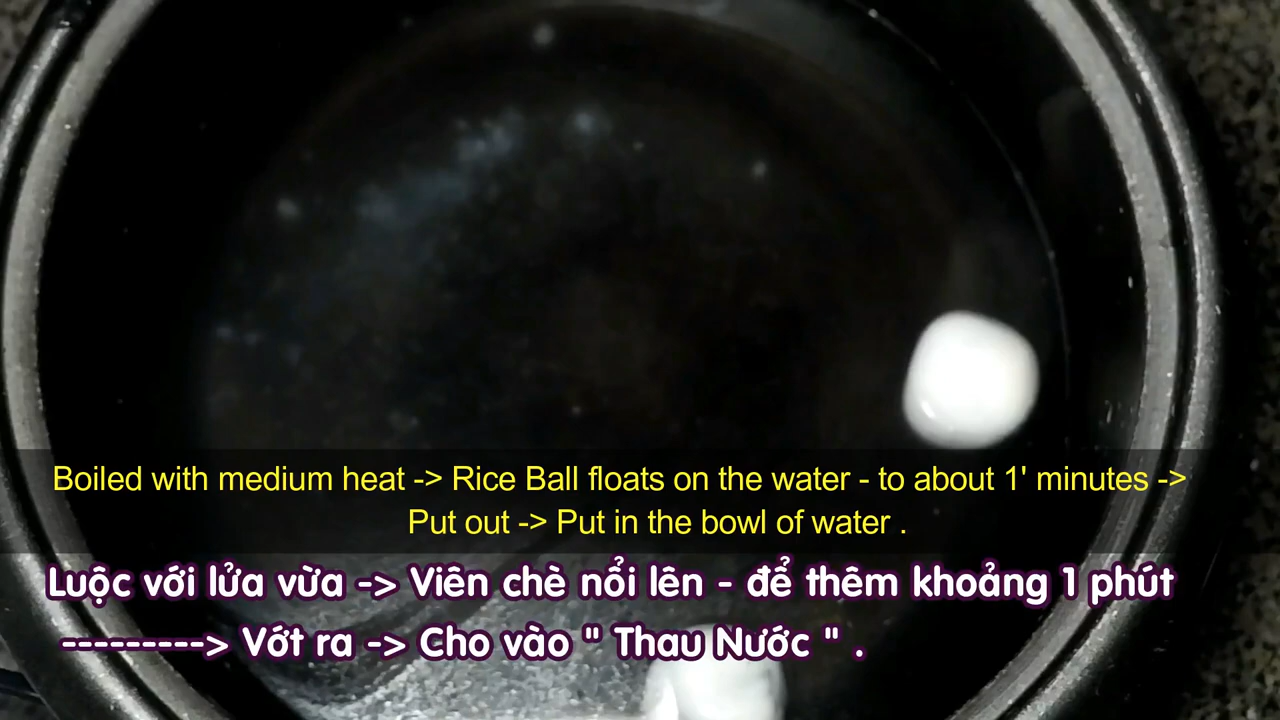 Boiled with medium heat -> Rice Ball floats on the water - to about 1' minutes ->
Put out -> Put in the bowl of water .
Luộc với lửa vừa -> Viên chè nổi lên - để thêm khoảng 1 phút
---------> Vớt ra -> Cho vào " Thau Nước " .